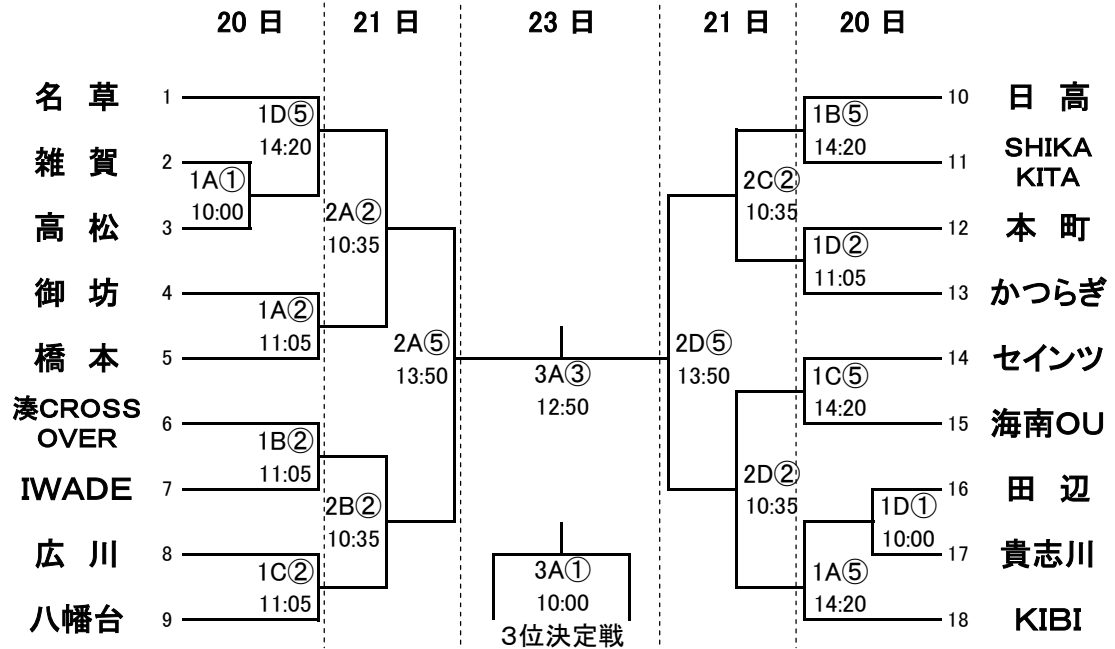 20 日 21 日 23 日 21 日 20 日
名 草 1
1D⑤
14:20
雑 賀 2
1A①
10:00
高 松 3
2A②
10:35
御 坊 4
1A②
11:05
橋 本 5
2A⑤
13:50
湊CROSS
OVER 6
1B②
11:05
IWADE 7
2B②
10:35
広 川 8
1C②
11:05
八幡台 9
3A③
12:50
3A①
10:00
3位決定戦
10 日 高
1B⑤
14:20
11 SHIKA
KITA
2C②
10:35
12 本 町
1D②
11:05
13 かつらぎ
2D⑤
13:50
14 セインツ
1C⑤
14:20
15 海南OU
2D②
10:35
16 田 辺
1D①
10:00
17 貴志川
1A⑤
14:20
18 KIBI